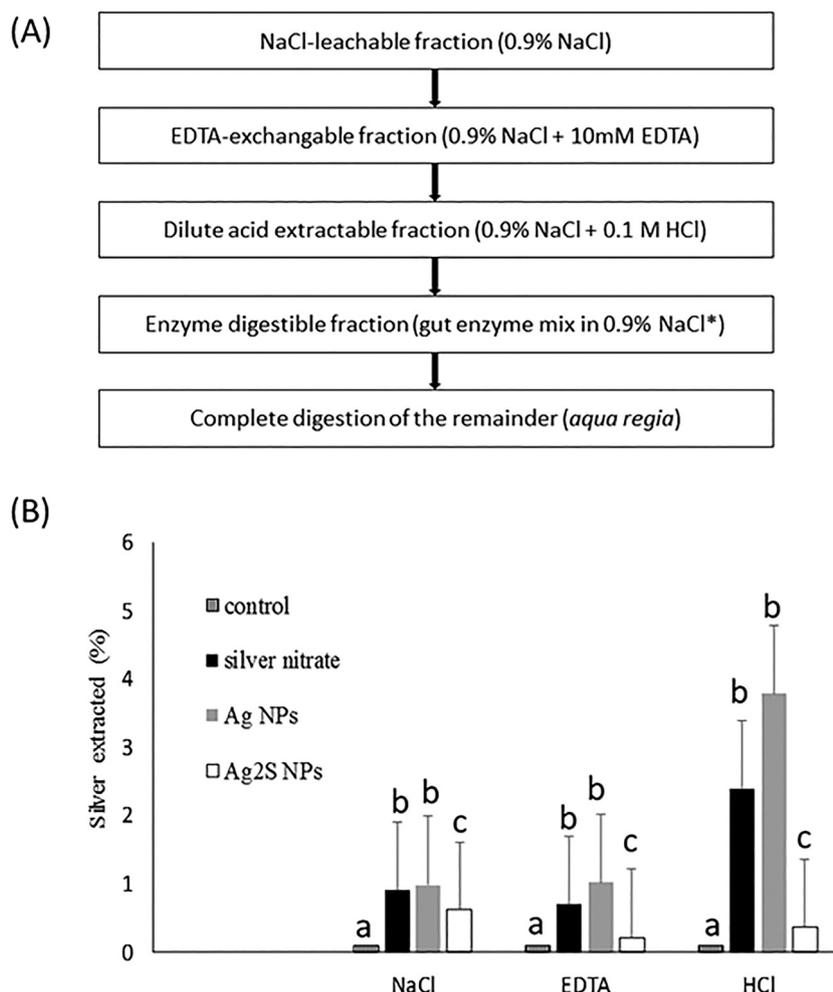 (A)
NaCl-leachable fraction (0.9% NaCl)
EDTA-exchangable fraction (0.9% NaCl + 10mM EDTA)
Dilute acid extractable fraction (0.9% NaCl + 0.1 M HCl)
Enzyme digestible fraction (gut enzyme mix in 0.9% NaCl*)
Complete digestion of the remainder (aqua regia)
(B)
Silver extracted (%)
6
5
4
3
2
1
0
control
silver nitrate
Ag NPs
Ag2S NPs
a b b c
a b b c
a b b c
NaCl EDTA HCl